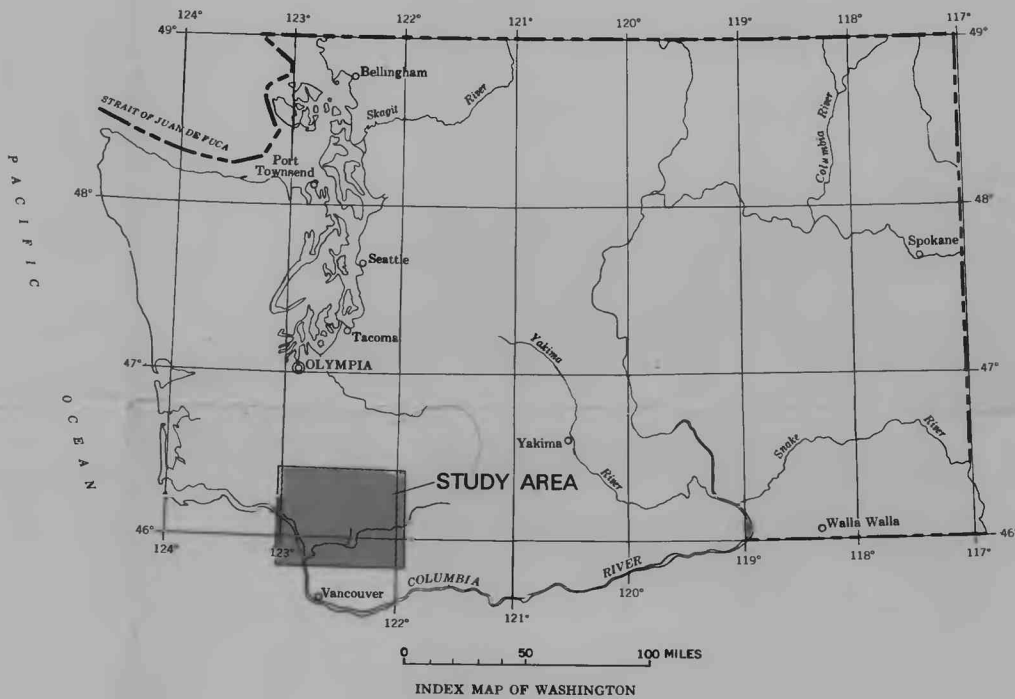 124° 123° 122° 121° 120° 119° 118° 117°
49° 49°
Bellingham
Skagit River
Columbia River
STRAIT OF JUAN DE FUCA
Port
Townsend
48° 48°
PACIFIC OCEAN
Seattle
Spokane
Tacoma
OLYMPIA
47° 47°
Yakima River
Yakima
Snake River
STUDY AREA
Walla Walla
46° 46°
124° 123° 119° 118° 117°
Vancouver
COLUMBIA RIVER
122° 121° 120°
0 50 100 MILES
INDEX MAP OF WASHINGTON